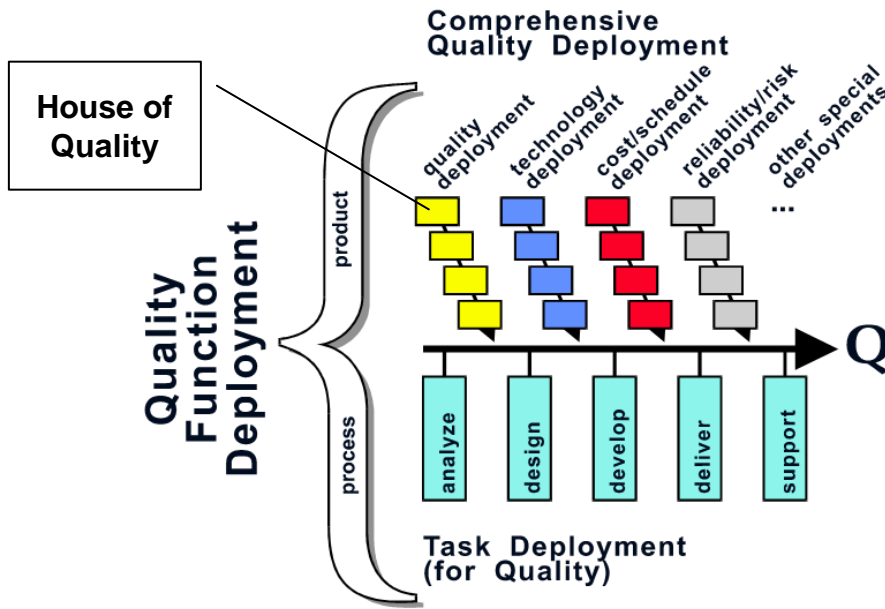 Comprehensive
Quality Deployment
House of
Quality
quality
deployment
technology
deployment
cost/schedule
deployment
reliability/risk
deployment
other special
deployments
...
product
Quality
Function
Deployment
Q
process
analyze
design
develop
deliver
support
Task Deployment
(for Quality)